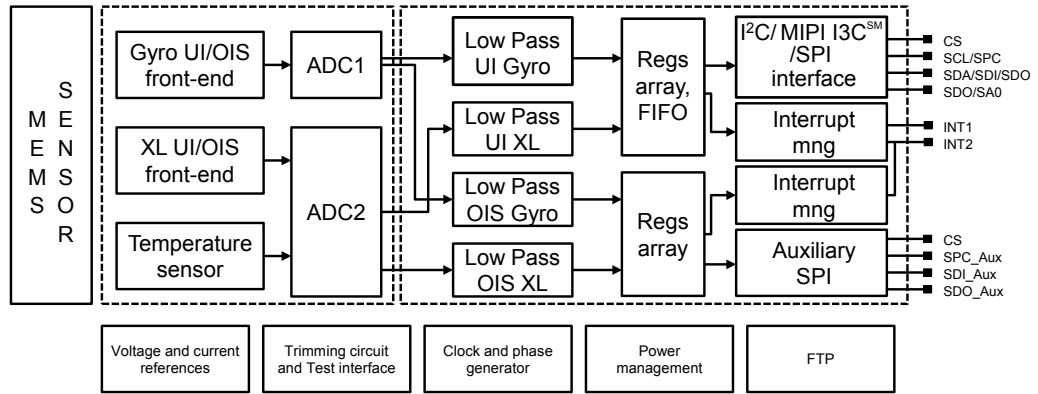 MEMS
SENSOR
Gyro UI/OIS
front-end
XL UI/OIS
front-end
Temperature
sensor
ADC1
ADC2
Low Pass
UI Gyro
Low Pass
UI XL
Low Pass
OIS Gyro
Low Pass
OIS XL
Regs
array,
FIFO
Regs
array
I²C/ MIPI I3C℠
/SPI
interface
Interrupt
mng
Interrupt
mng
Auxiliary
SPI
CS
SCL/SPC
SDA/SDI/SDO
SDO/SA0
INT1
INT2
CS
SPC_Aux
SDI_Aux
SDO_Aux
Voltage and current
references
Trimming circuit
and Test interface
Clock and phase
generator
Power
management
FTP